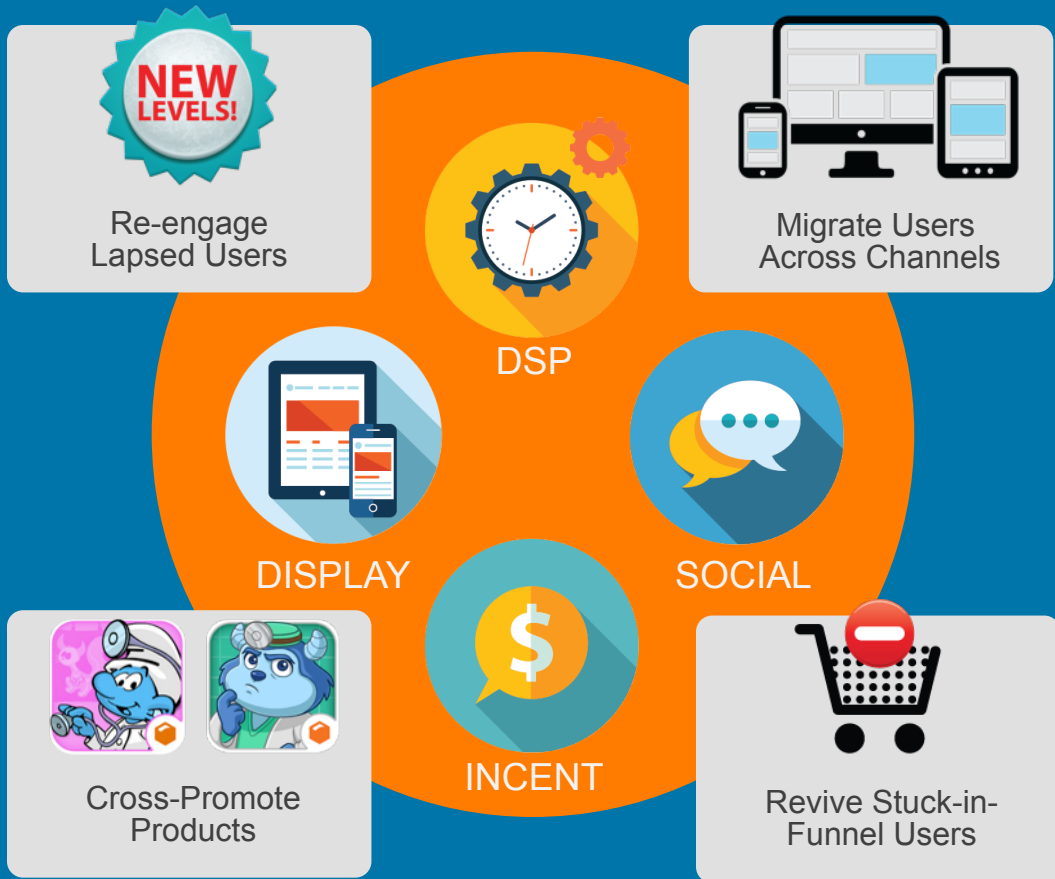 NEW
LEVELS!
Re-engage
Lapsed Users
Migrate Users
Across Channels
DSP
DISPLAY
SOCIAL
$
INCENT
Cross-Promote
Products
Revive Stuck-in-
Funnel Users